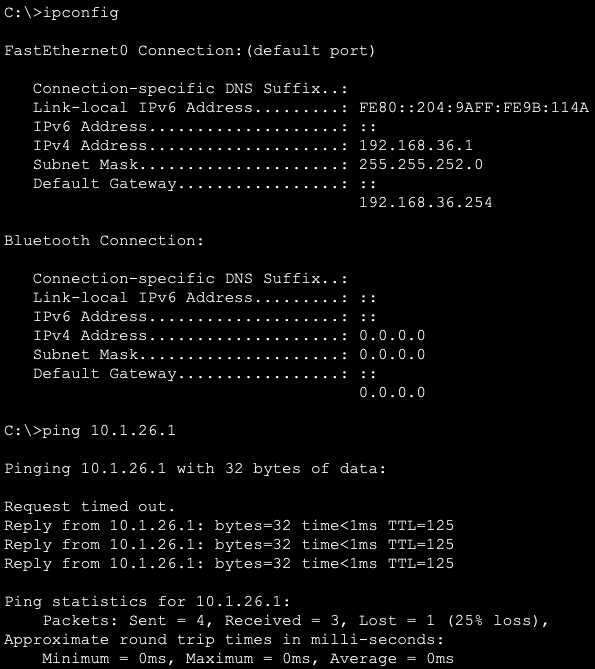 C:\>ipconfig
FastEthernet0 Connection:(default port)
Connection-specific DNS Suffix..:
Link-local IPv6 Address.........: FE80::204:9AFF:FE9B:114A
IPv6 Address....................: ::
IPv4 Address....................: 192.168.36.1
Subnet Mask.....................: 255.255.252.0
Default Gateway.................: ::
192.168.36.254
Bluetooth Connection:
Connection-specific DNS Suffix..:
Link-local IPv6 Address.........: ::
IPv6 Address....................: ::
IPv4 Address....................: 0.0.0.0
Subnet Mask.....................: 0.0.0.0
Default Gateway.................: ::
0.0.0.0
C:\>ping 10.1.26.1
Pinging 10.1.26.1 with 32 bytes of data:
Request timed out.
Reply from 10.1.26.1: bytes=32 time<1ms TTL=125
Reply from 10.1.26.1: bytes=32 time<1ms TTL=125
Reply from 10.1.26.1: bytes=32 time<1ms TTL=125
Ping statistics for 10.1.26.1:
Packets: Sent = 4, Received = 3, Lost = 1 (25% loss),
Approximate round trip times in milli-seconds:
Minimum = 0ms, Maximum = 0ms, Average = 0ms